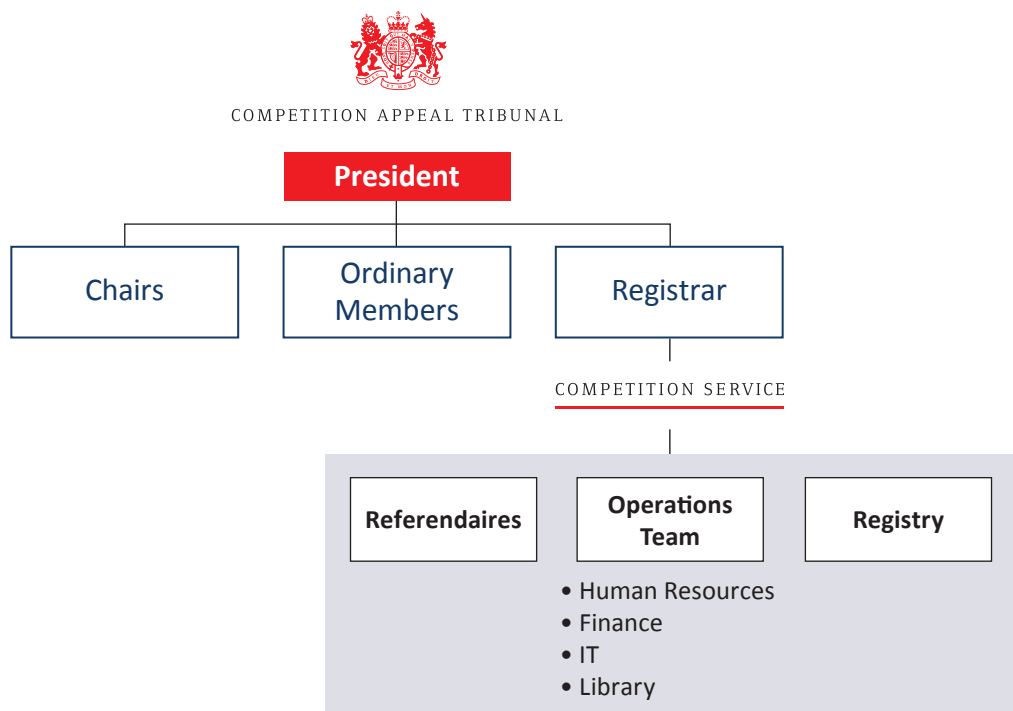 COMPETITION APPEAL TRIBUNAL
President
Chairs
Ordinary
Members
Registrar
COMPETITION SERVICE
Referendaires
Operations
Team
Registry
• Human Resources
• Finance
• IT
• Library